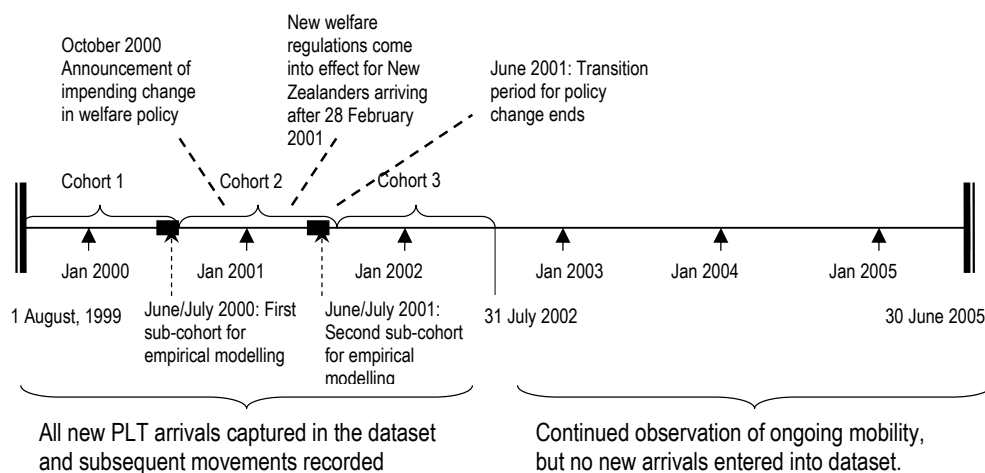 October 2000
Announcement of
impending change
in welfare policy
New welfare
regulations come
into effect for New
Zealanders arriving
after 28 February
2001
June 2001: Transition
period for policy
change ends
Cohort 1
Cohort 2
Cohort 3
Jan 2000
Jan 2001
Jan 2002
Jan 2003
Jan 2004
Jan 2005
1 August, 1999
June/July 2000: First
sub-cohort for
empirical modelling
June/July 2001:
Second sub-cohort
for empirical
modelling
31 July 2002
30 June 2005
All new PLT arrivals captured in the dataset
and subsequent movements recorded
Continued observation of ongoing mobility,
but no new arrivals entered into dataset.